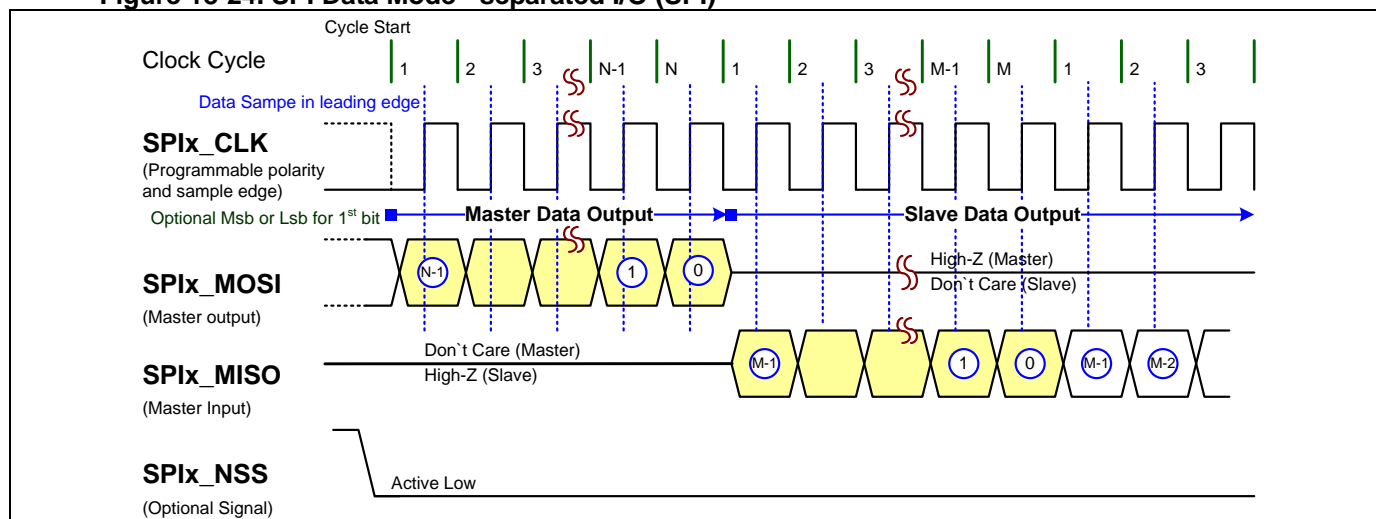 Figure 18-24. SPI Data Mode - separated I/O (SPI)
Cycle Start
Clock Cycle
1 2 3 N-1 N 1 2 3 M-1 M 1 2 3
Data Sampe in leading edge
SPIx_CLK
(Programmable polarity
and sample edge)
Optional Msb or Lsb for 1st bit
Master Data Output
Slave Data Output
SPIx_MOSI
(Master output)
N-1 1 0
High-Z (Master)
Don`t Care (Slave)
Don`t Care (Master)
High-Z (Slave)
SPIx_MISO
(Master Input)
M-1 1 0 M-1 M-2
SPIx_NSS
(Optional Signal)
Active Low